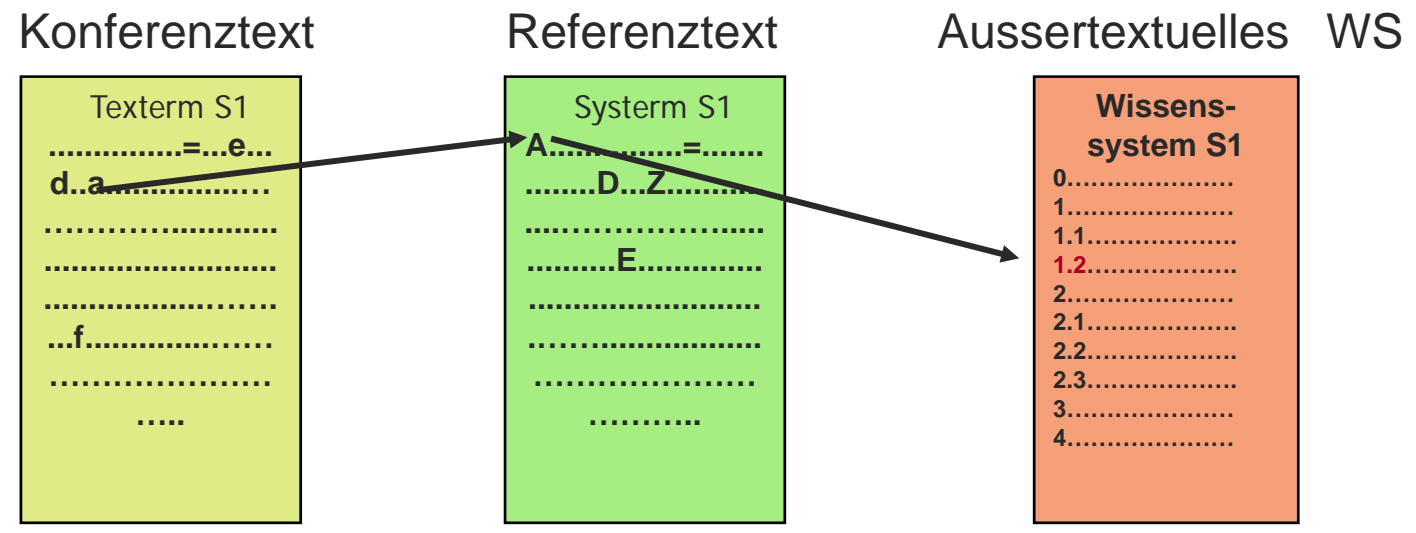 Konferenztext
Referenztext
Aussertextuelles WS
Texterm S1
...............=...e...
d..a..................
..........................
..........................
..........................
...f.....................
.....................
.....
Systerm S1
A...............=.......
........D...Z...........
..........................
..........E..............
..........................
..........................
.....................
...........
Wissens-
system S1
0...................
1...................
1.1.................
1.2.................
2...................
2.1.................
2.2.................
2.3.................
3...................
4...................